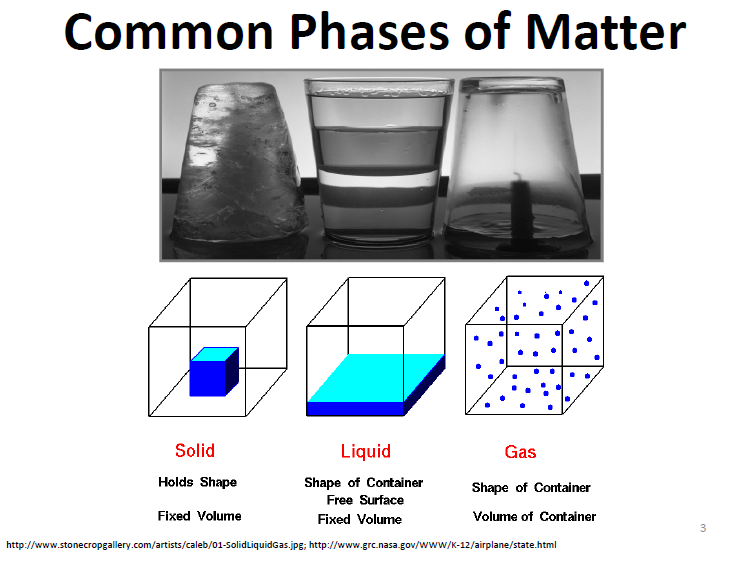 Common Phases of Matter
Solid
Holds Shape
Fixed Volume
Liquid
Shape of Container
Free Surface
Fixed Volume
Gas
Shape of Container
Volume of Container
3
http://www.stonecropgallery.com/artists/caleb/01-SolidLiquidGas.jpg; http://www.grc.nasa.gov/WWW/K-12/airplane/state.html